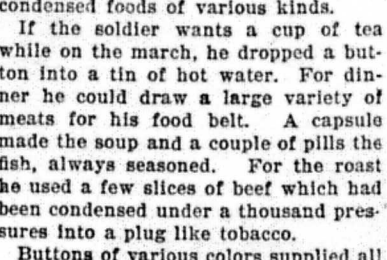 condensed foods of various kinds.
If the soldier wants a cup of tea
while on the march, he dropped a but-
ton into a tin of hot water. For din-
ner he could draw a large variety of
meats for his food belt. A capsule
made the soup and a couple of pills the
fish, always seasoned. For the roast
he used a few slices of beef which had
been condensed under a thousand pres-
sures into a plug like tobacco.
Buttons of various colors supplied all